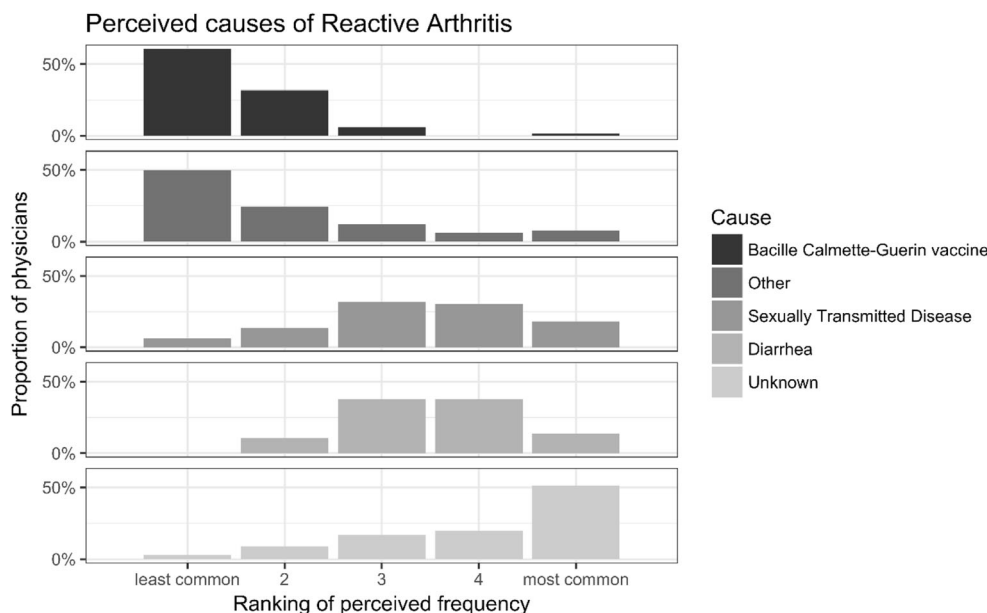 Perceived causes of Reactive Arthritis
50%
0%
50%
0%
50%
0%
50%
0%
50%
0%
Proportion of physicians
least common 2 3 4 most common
Ranking of perceived frequency
Cause
Bacille Calmette-Guerin vaccine
Other
Sexually Transmitted Disease
Diarrhea
Unknown